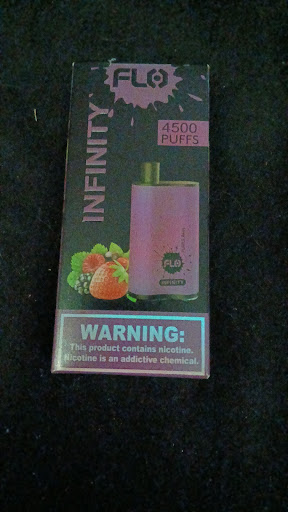 FLO
INFINITY
4500
PUFFS
FLO
INFINITY
WARNING:
This product contains nicotine.
Nicotine is an addictive chemical.